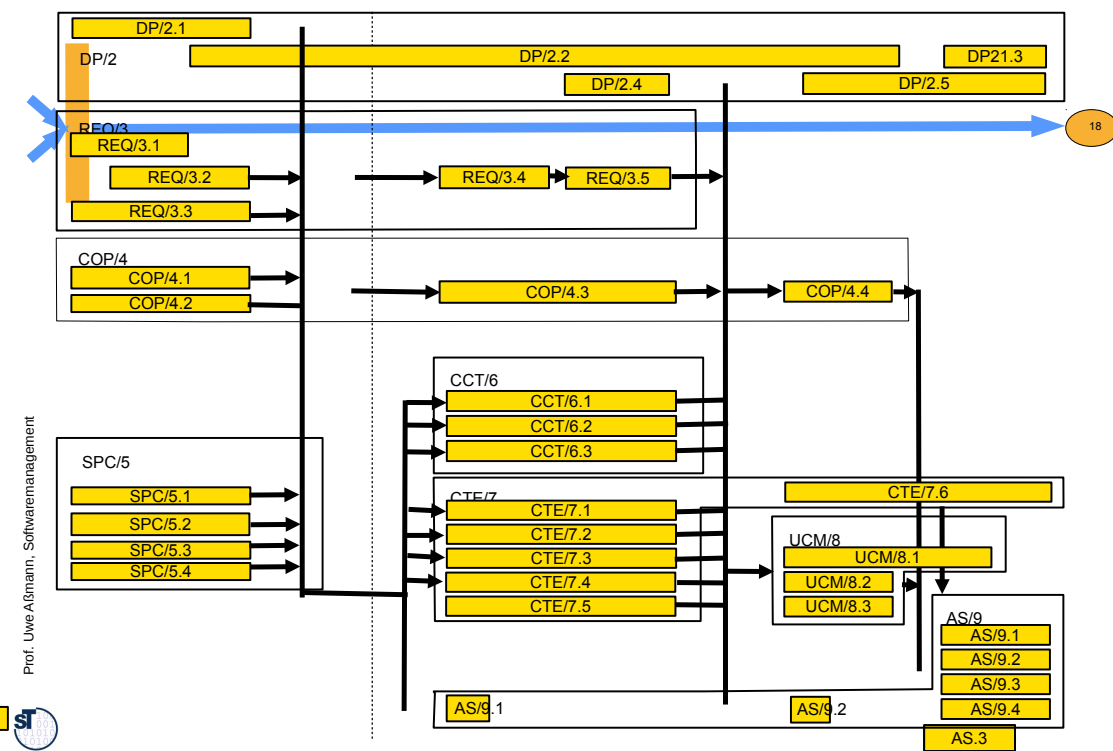 DP/2.1
DP/2
DP/2.2
DP21.3
DP/2.4
DP/2.5
REQ/3
18
REQ/3.1
REQ/3.2
REQ/3.4
REQ/3.5
REQ/3.3
COP/4
COP/4.1
COP/4.2
COP/4.3
COP/4.4
CCT/6
CCT/6.1
CCT/6.2
CCT/6.3
SPC/5
SPC/5.1
SPC/5.2
SPC/5.3
SPC/5.4
CTE/7
CTE/7.6
CTE/7.1
CTE/7.2
CTE/7.3
CTE/7.4
CTE/7.5
UCM/8
UCM/8.1
UCM/8.2
UCM/8.3
AS/9
AS/9.1
AS/9.2
AS/9.3
AS/9.4
AS/9.1
AS/9.2
AS.3
Prof. Uwe Aßmann, Softwaremanagement
ST